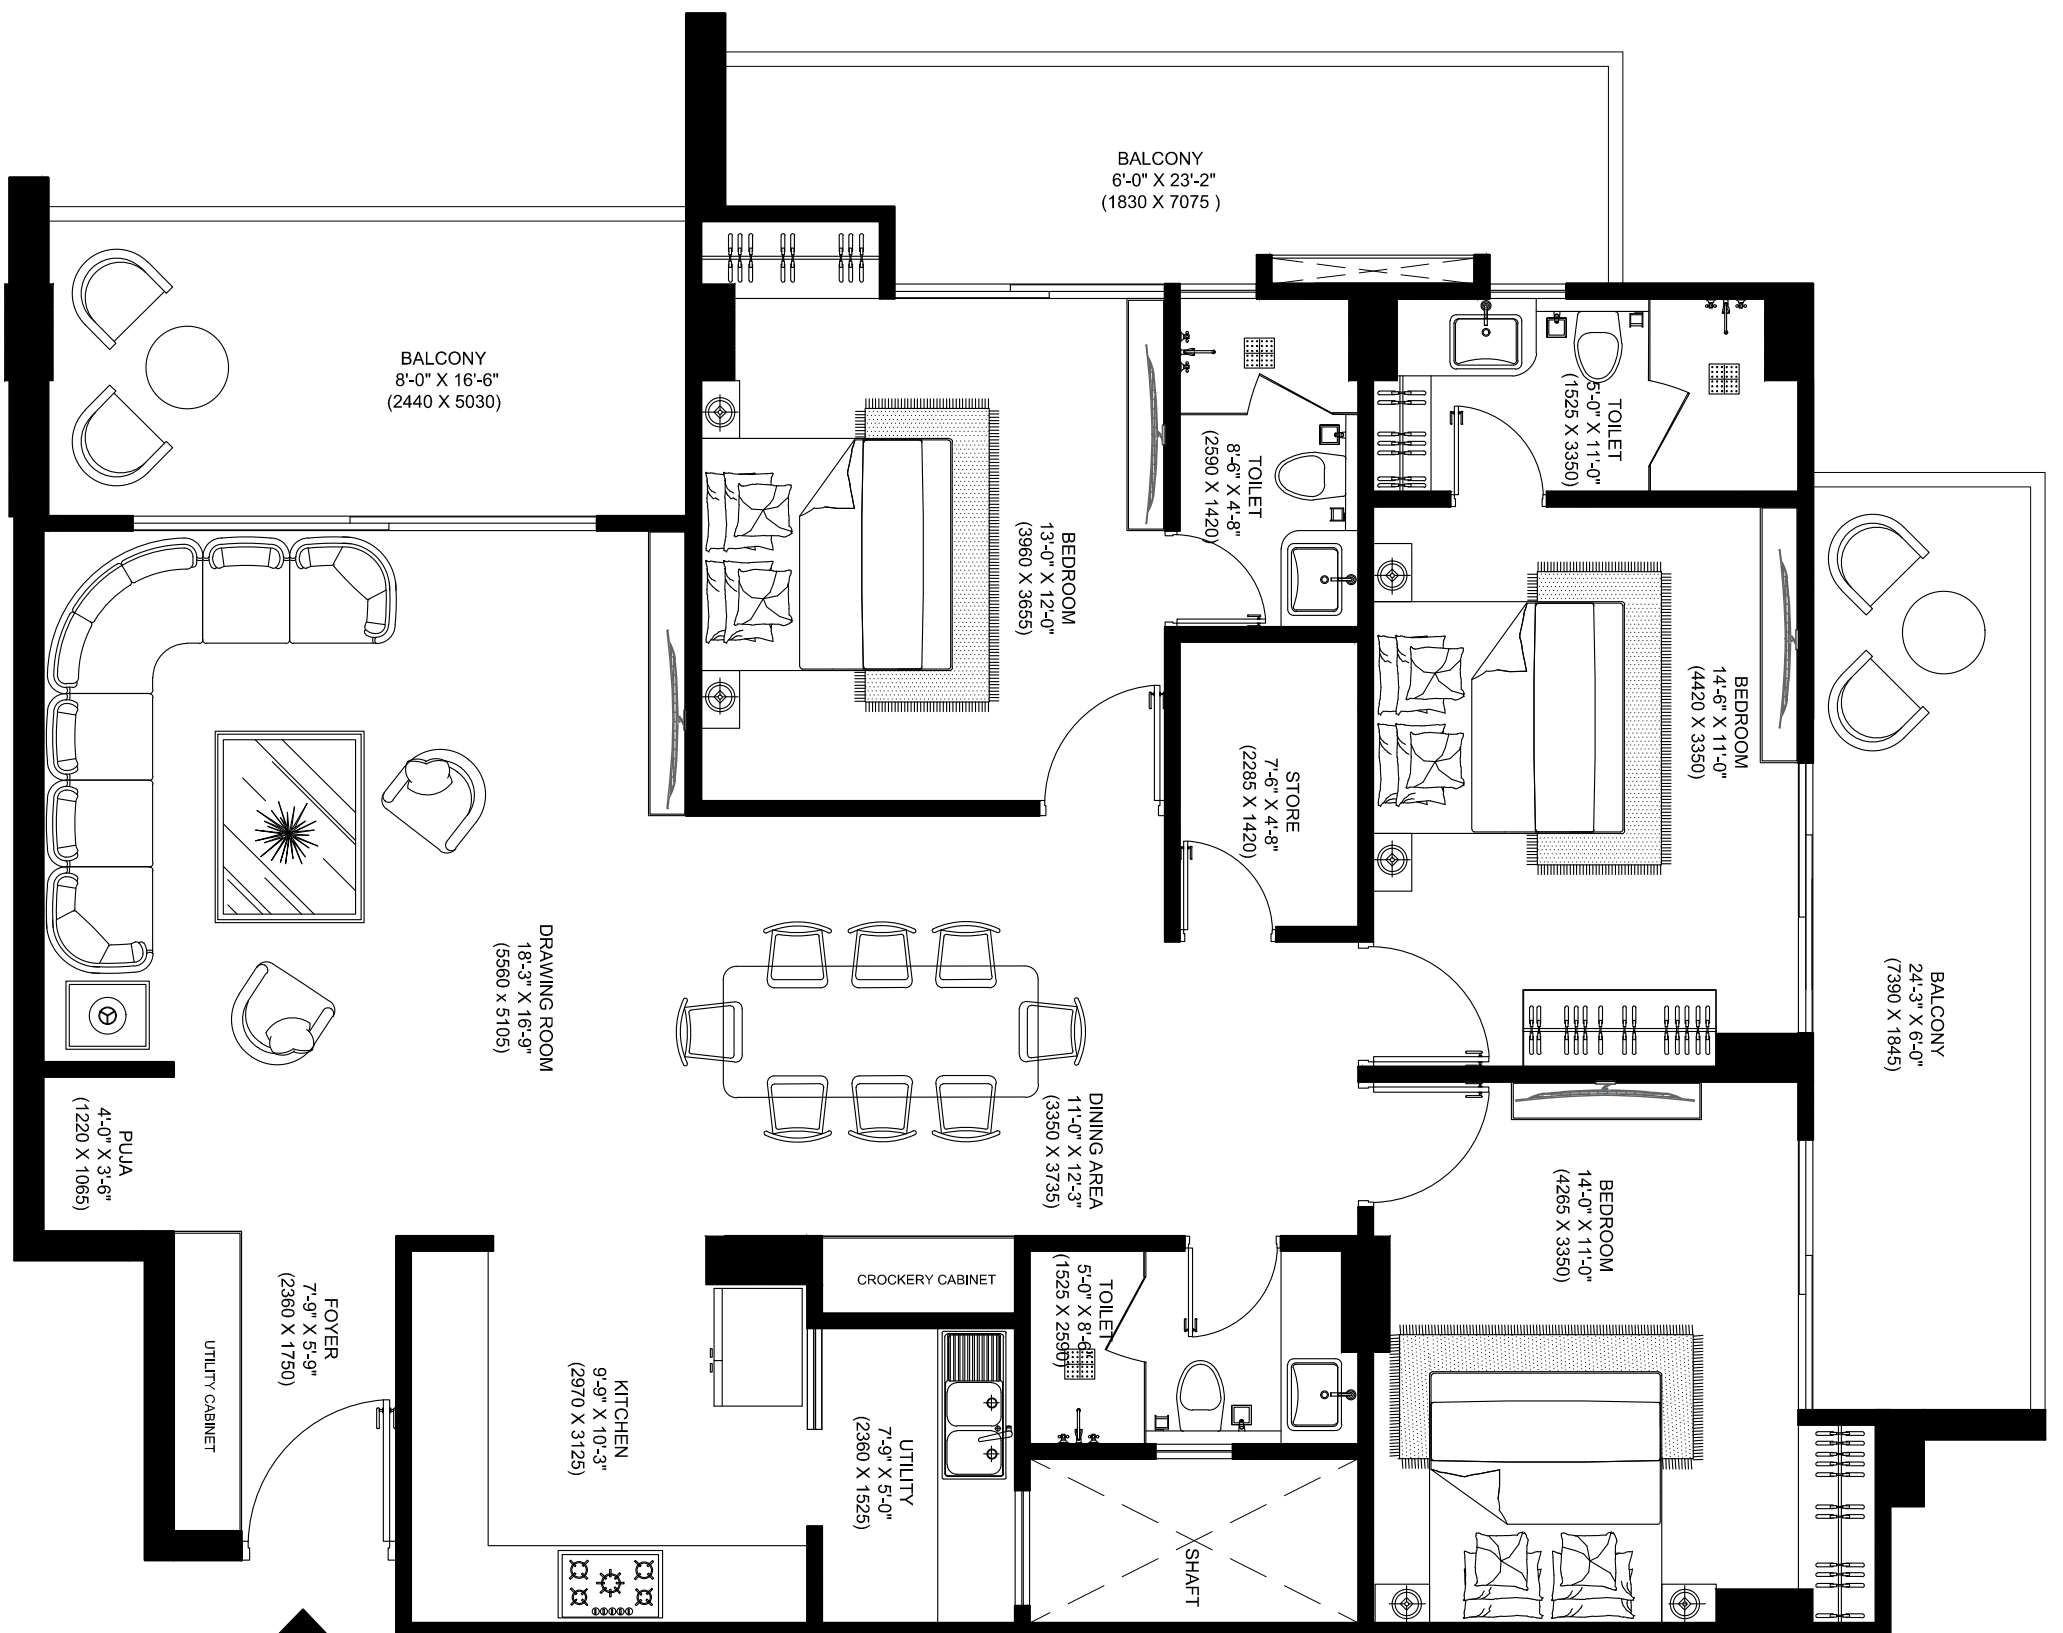 BALCONY
6'-0" X 23'-2"
(1830 X 7075 )
BALCONY
8'-0" X 16'-6"
(2440 X 5030)
TOILET
5'-0" X 11'-0"
(1525 X 3350)
TOILET
8'-6" X 4'-8"
(2590 X 1420)
BEDROOM
13'-0" X 12'-0"
(3960 X 3655)
BEDROOM
14'-6" X 11'-0"
(4420 X 3350)
STORE
7'-6" X 4'-8"
(2285 X 1420)
DRAWING ROOM
18'-3" X 16'-9"
(5560 x 5105)
BALCONY
24'-3" X 6'-0"
(7390 X 1845)
PUJA
4'-0" X 3'-6"
(1220 X 1065)
DINING AREA
11'-0" X 12'-3"
(3350 X 3735)
BEDROOM
14'-0" X 11'-0"
(4265 X 3350)
FOYER
7'-9" X 5'-9"
(2360 X 1750)
CROCKERY CABINET
TOILET
5'-0" X 8'-6"
(1525 X 2590)
UTILITY CABINET
KITCHEN
9'-9" X 10'-3"
(2970 X 3125)
UTILITY
7'-9" X 5'-0"
(2360 X 1525)
SHAFT